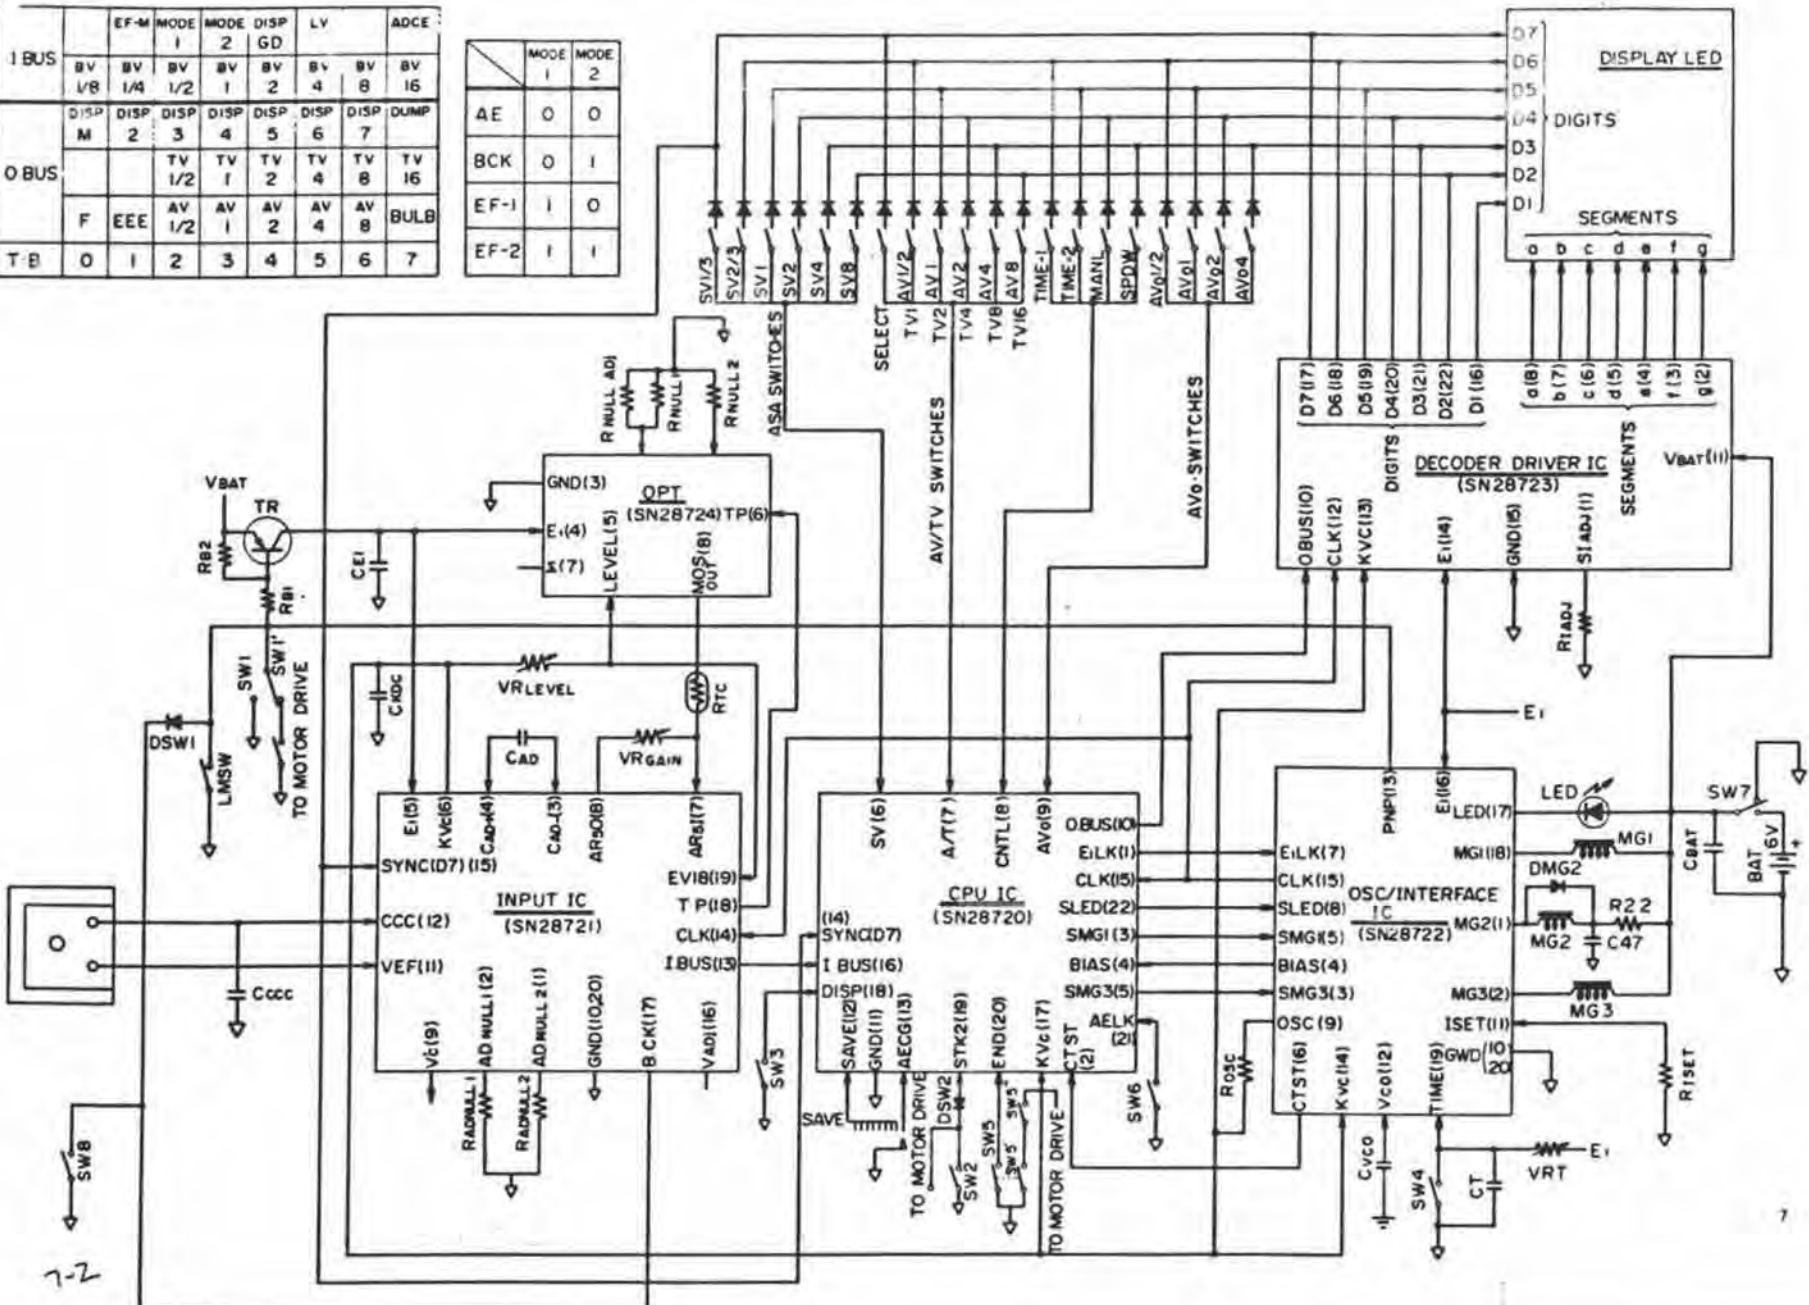 I BUS
EF-M MODE 1 MODE 2 DISP GD LV ADCE
BV 1/8 BV 1/4 BV 1/2 BV 1 BV 2 BV 4 BV 8 BV 16
O BUS
DISP M DISP 2 DISP 3 DISP 4 DISP 5 DISP 6 DISP 7 DUMP
TV 1/2 TV 1 TV 2 TV 4 TV 8 TV 16
F EEE AV 1/2 AV 1 AV 2 AV 4 AV 8 BULB
T·B 0 1 2 3 4 5 6 7
MODE 1 MODE 2
AE 0 0
BCK 0 1
EF-1 1 0
EF-2 1 1
D7
D6
D5
D4
D3
D2
D1
DIGITS
DISPLAY LED
SEGMENTS
a b c d e f g
SV1/3
SV2/3
SV1
SV2
SV4
SV8
ASA SWITCHES
SELECT
AV1/2
AV1
AV2
AV4
AV8
TV1
TV2
TV4
TV8
TV16
AV/TV SWITCHES
TIME-1
TIME-2
MANL
SPDW
AVo1/2
AVo1
AVo2
AVo4
AVo·SWITCHES
RNULL ADJ
RNULL1
RNULL2
GND(3)
OPT
(SN28724)
TP(6)
E1(4)
Σ(7)
LEVEL(5)
MOS(8)
OUT
VBAT
TR
RB2
RB1
CE1
D7(17)
D6(18)
D5(19)
D4(20)
D3(21)
D2(22)
D1(16)
DIGITS
a(8)
b(7)
c(6)
d(5)
e(4)
f(3)
g(2)
SEGMENTS
DECODER DRIVER IC
(SN28723)
VBAT(11)
OBUS(10)
CLK(12)
KVC(13)
E1(14)
GND(15)
S1ADJ(1)
R1ADJ
E1
SW1
SW1'
TO MOTOR DRIVE
DSW1
LMSW
CKDC
VRLEVEL
RTC
CAD
VRGAIN
E1(5)
KVC(6)
CAD+(4)
CAD-(3)
ARSO(8)
ARSI(7)
SYNC(D7)(15)
INPUT IC
(SN28721)
EV18(19)
TP(18)
CLK(14)
I.BUS(13)
CCC(12)
VEF(11)
CCCC
VC(9)
ADNULL1(2)
ADNULL2(1)
GND(10,20)
B.CK(17)
VADJ(16)
RADNULL1
RADNULL2
SW8
SV(6)
A/T(7)
CNTL(8)
AVo(9)
O.BUS(10)
E1LK(1)
CLK(15)
SLED(22)
SMG1(3)
BIAS(4)
SMG3(5)
AELK
(21)
CPU IC
(SN28720)
(14)
SYNC(D7)
I BUS(16)
DISP(18)
SAVE(12)
GND(11)
AECG(13)
STK2(19)
END(20)
KVC(17)
CTST
(2)
SW3
SAVE
TO MOTOR DRIVE
DSW2
SW2
SW5
SW5'
SW5"
TO MOTOR DRIVE
SW6
ROSC
PNP(13)
E1(16)
LED(17)
E1LK(7)
CLK(15)
SLED(8)
SMG1(5)
BIAS(4)
SMG3(3)
OSC(9)
OSC/INTERFACE
IC
(SN28722)
MG1(18)
MG2(1)
MG3(2)
ISET(11)
GWD(10
20
CTST(6)
KVC(14)
VCO(12)
TIME(19)
CVCO
SW4
CT
VRT
E1
LED
MG1
DMG2
MG2
R22
C47
MG3
CBAT
SW7
BAT 6V
+
RISET
7
7-2